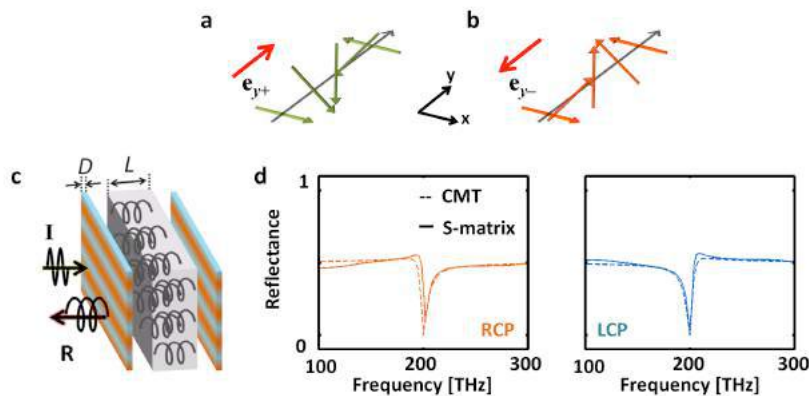 a
b
e_y+
e_y−
y
x
c
D
L
I
R
d
1
0
Reflectance
-- CMT
— S-matrix
RCP
LCP
100 200 300
100 200 300
Frequency [THz]
Frequency [THz]